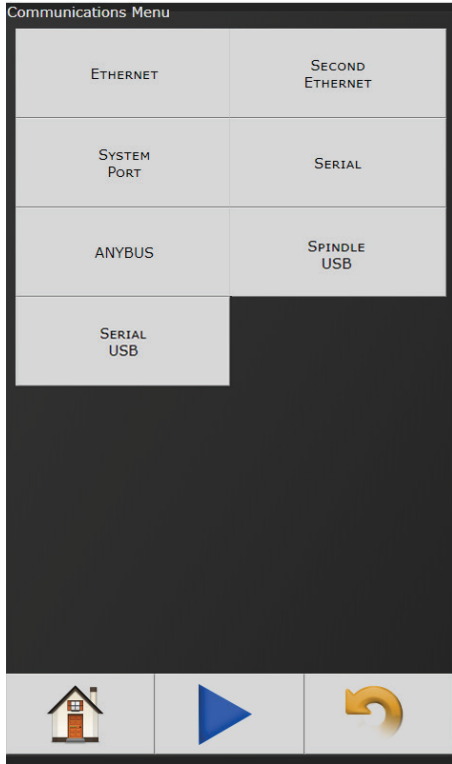 Communications Menu
Ethernet
Second
Ethernet
System
Port
Serial
ANYBUS
Spindle
USB
Serial
USB